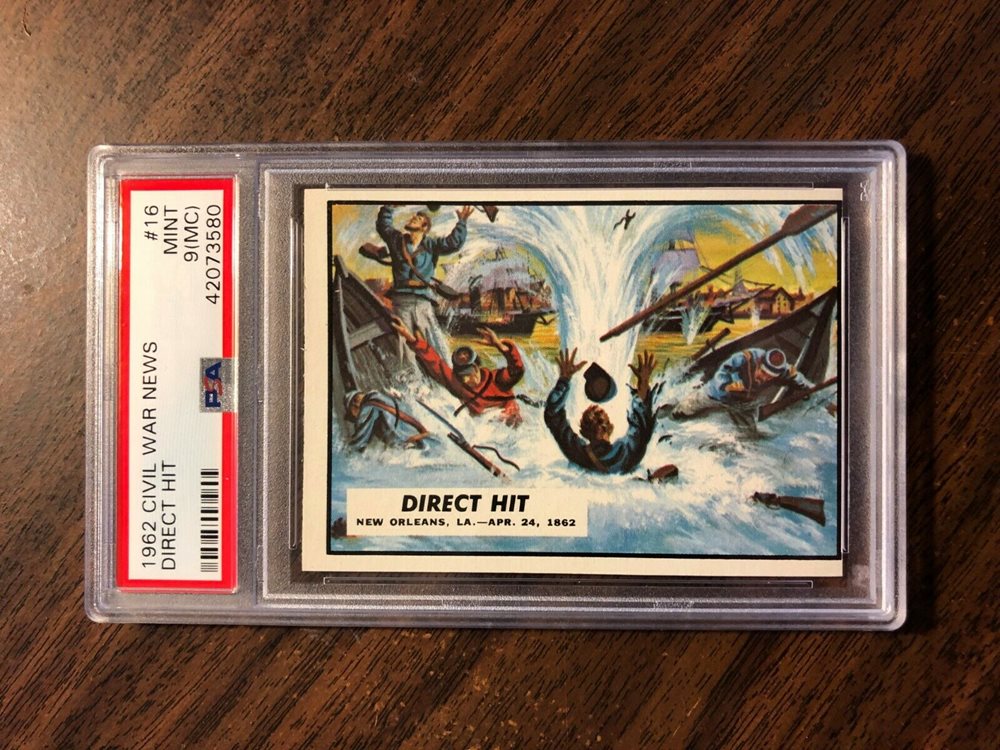 1962 CIVIL WAR NEWS #16
DIRECT HIT MINT
PSA 9(MC)
42073580
DIRECT HIT
NEW ORLEANS, LA.—APR. 24, 1862